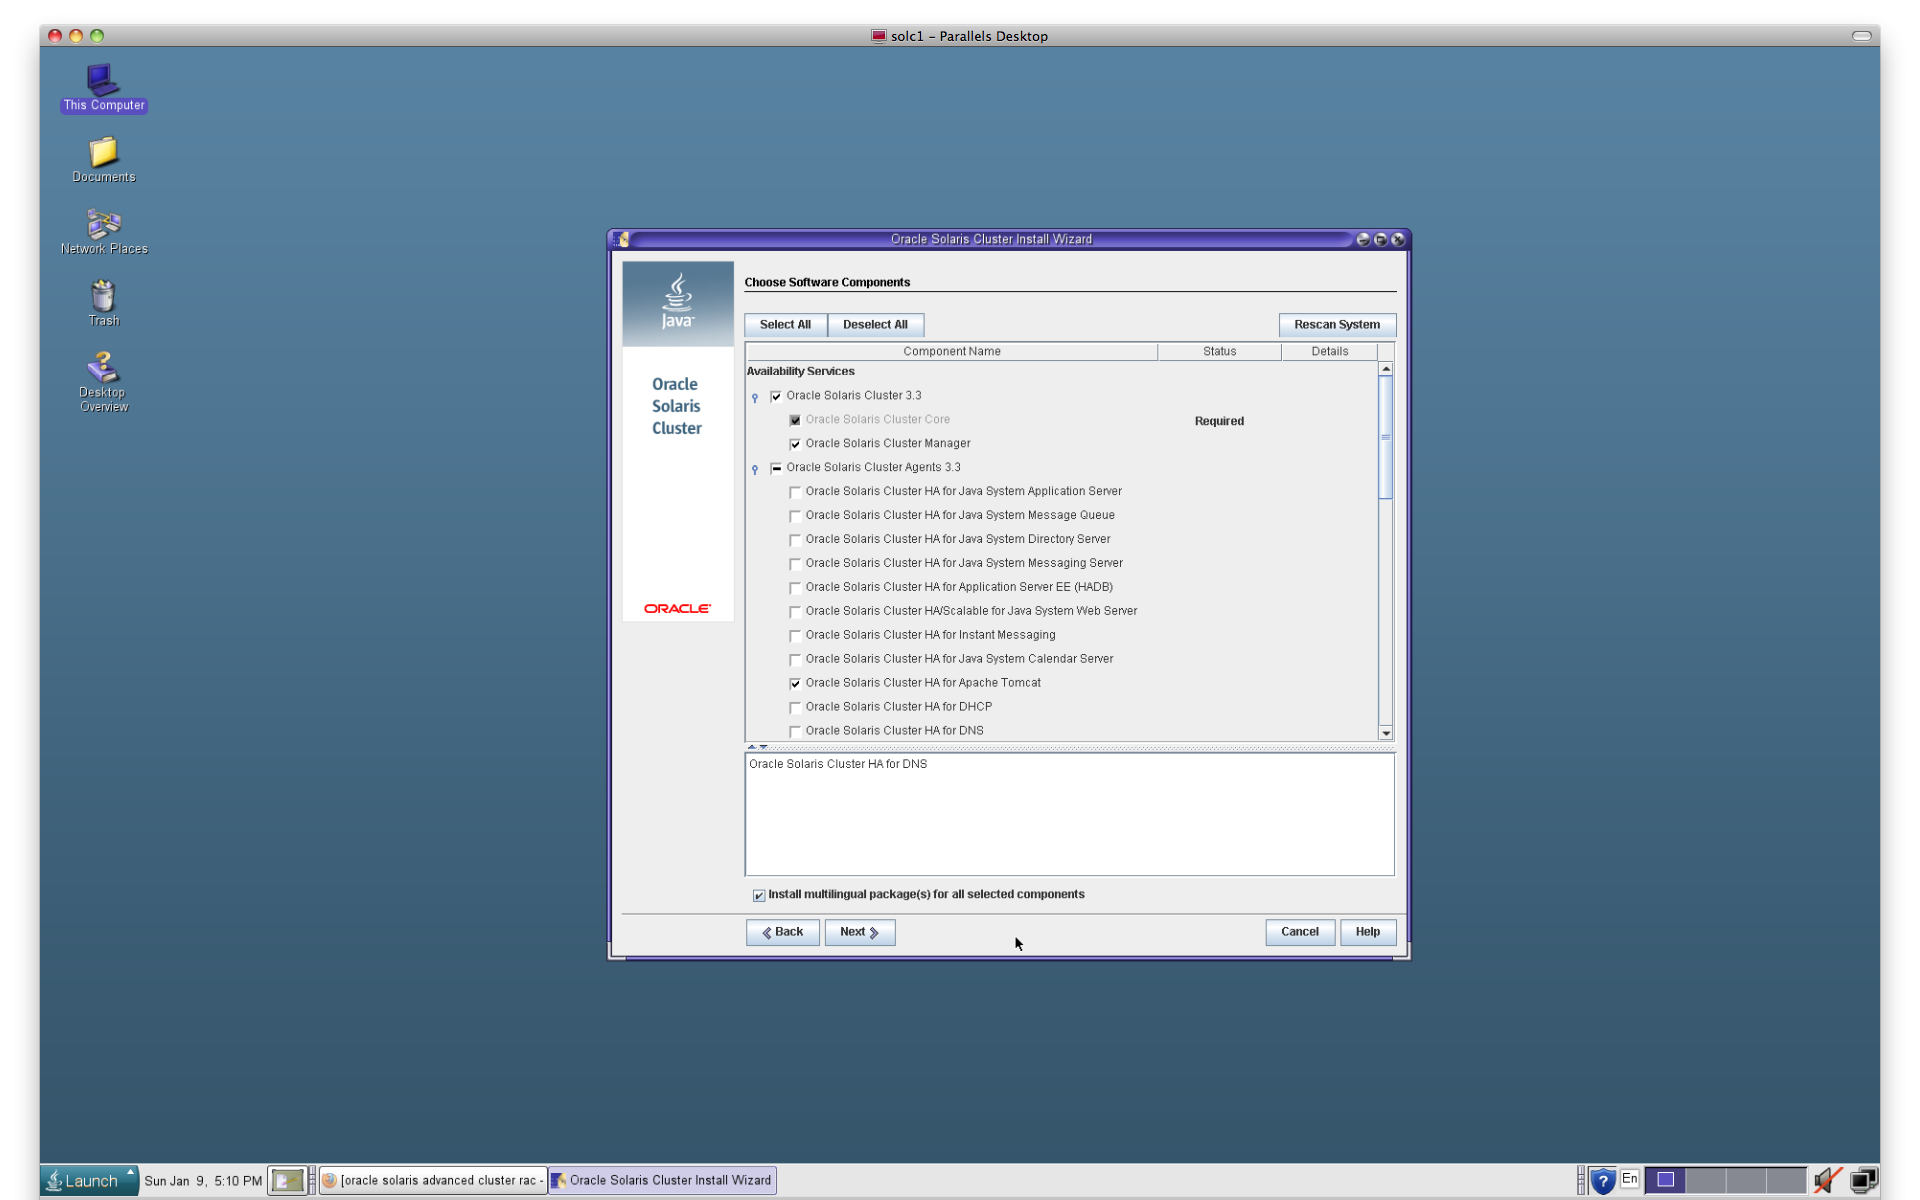 solc1 – Parallels Desktop
This Computer
Documents
Network Places
Trash
Desktop
Overview
Oracle Solaris Cluster Install Wizard
Java
Oracle
Solaris
Cluster
ORACLE
Choose Software Components
Select All
Deselect All
Rescan System
Component Name
Status
Details
Availability Services
Oracle Solaris Cluster 3.3
Oracle Solaris Cluster Core
Required
Oracle Solaris Cluster Manager
Oracle Solaris Cluster Agents 3.3
Oracle Solaris Cluster HA for Java System Application Server
Oracle Solaris Cluster HA for Java System Message Queue
Oracle Solaris Cluster HA for Java System Directory Server
Oracle Solaris Cluster HA for Java System Messaging Server
Oracle Solaris Cluster HA for Application Server EE (HADB)
Oracle Solaris Cluster HA/Scalable for Java System Web Server
Oracle Solaris Cluster HA for Instant Messaging
Oracle Solaris Cluster HA for Java System Calendar Server
Oracle Solaris Cluster HA for Apache Tomcat
Oracle Solaris Cluster HA for DHCP
Oracle Solaris Cluster HA for DNS
Oracle Solaris Cluster HA for DNS
Install multilingual package(s) for all selected components
Back
Next
Cancel
Help
Launch
Sun Jan 9, 5:10 PM
[oracle solaris advanced cluster rac -
Oracle Solaris Cluster Install Wizard
En